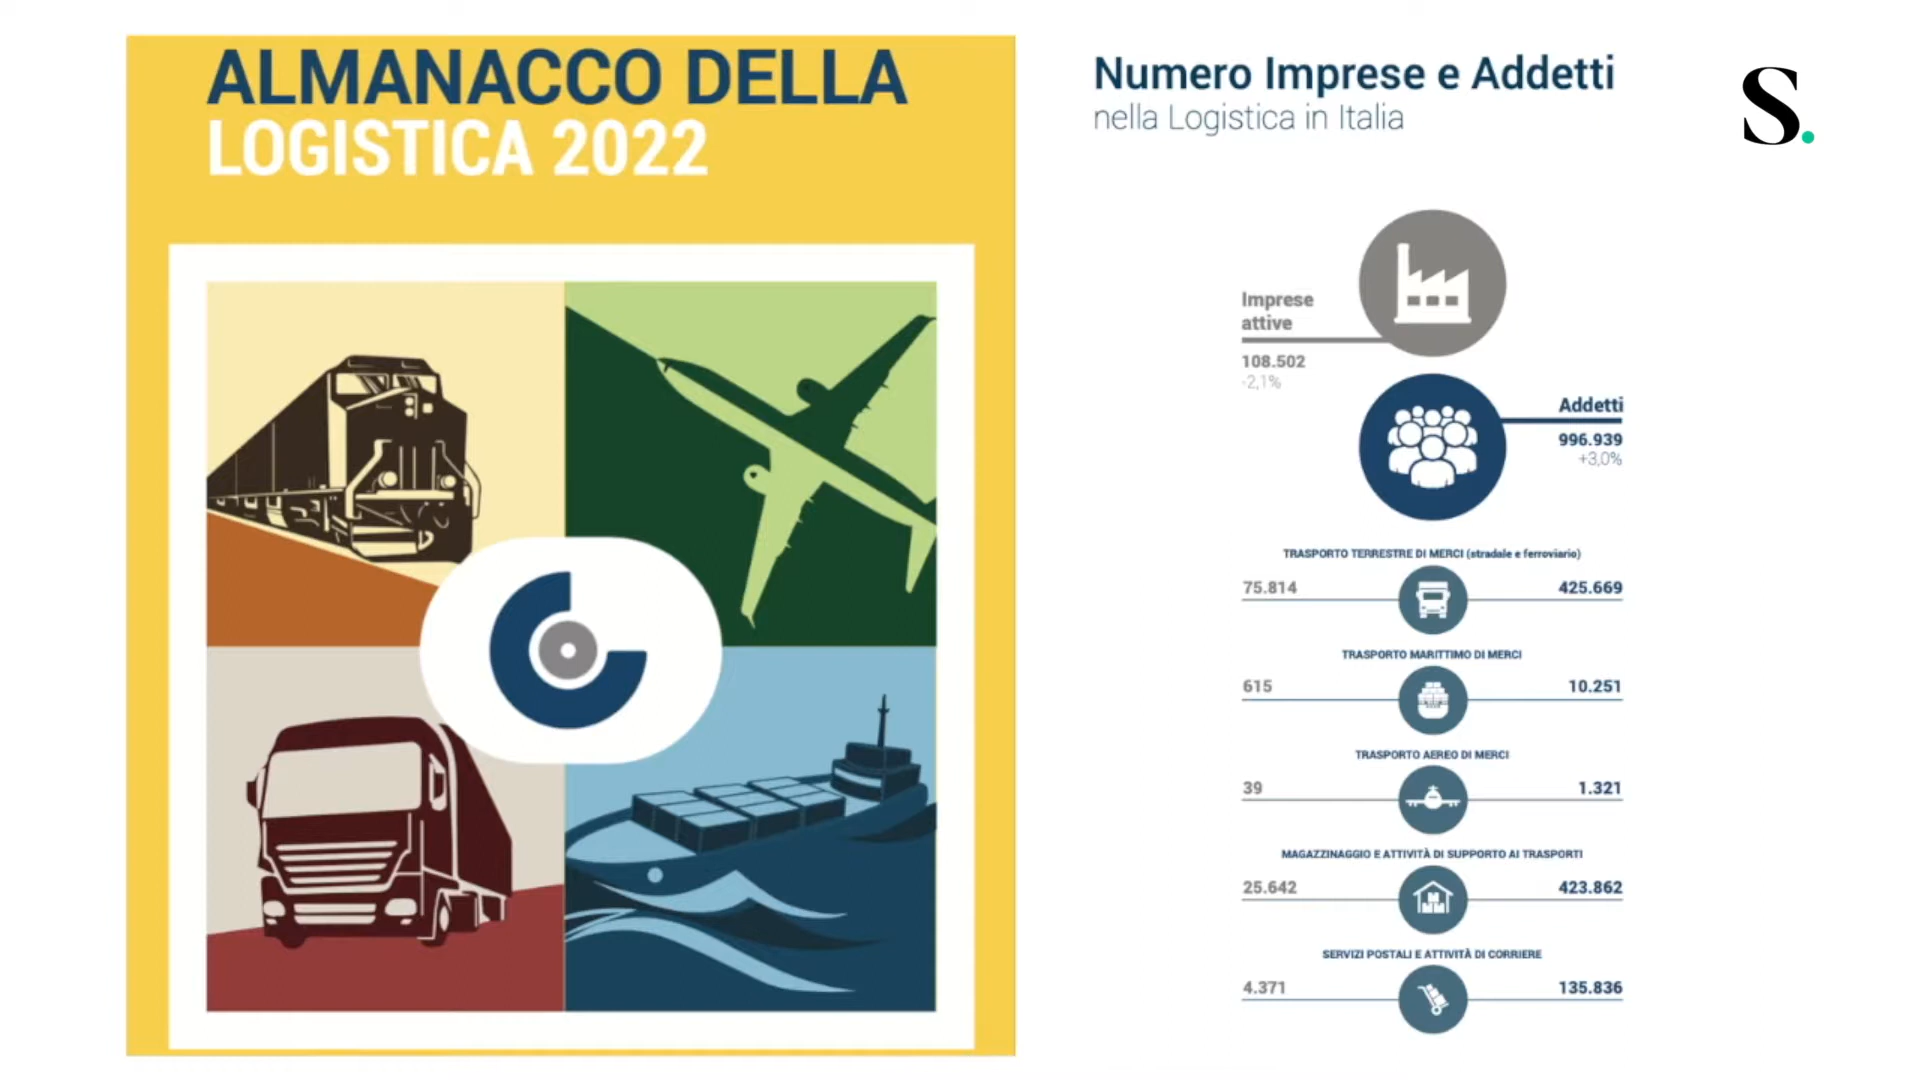 ALMANACCO DELLA
LOGISTICA 2022
Numero Imprese e Addetti
nella Logistica in Italia
S.
Imprese
attive
108.502
-2,1%
Addetti
996.939
+3,0%
TRASPORTO TERRESTRE DI MERCI (stradale e ferroviario)
75.814
425.669
TRASPORTO MARITTIMO DI MERCI
615
10.251
TRASPORTO AEREO DI MERCI
39
1.321
MAGAZZINAGGIO E ATTIVITÀ DI SUPPORTO AI TRASPORTI
25.642
423.862
SERVIZI POSTALI E ATTIVITÀ DI CORRIERE
4.371
135.836